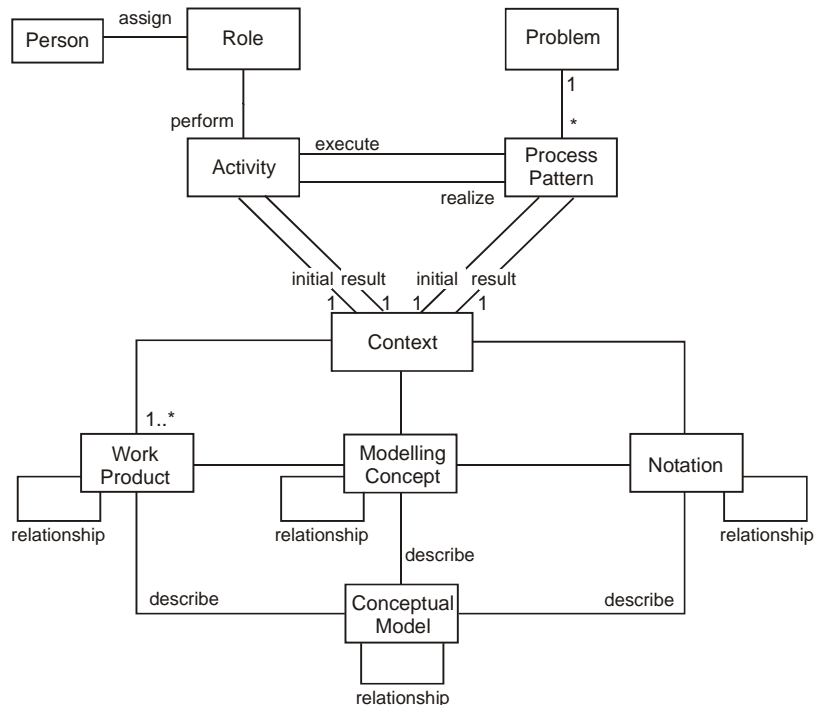 assign
Person
Role
Problem
1
perform
*
execute
Activity
Process
Pattern
realize
initial result
initial result
1
1
1
1
Context
1..*
Work
Product
Modelling
Concept
Notation
relationship
relationship
relationship
describe
describe
describe
Conceptual
Model
relationship